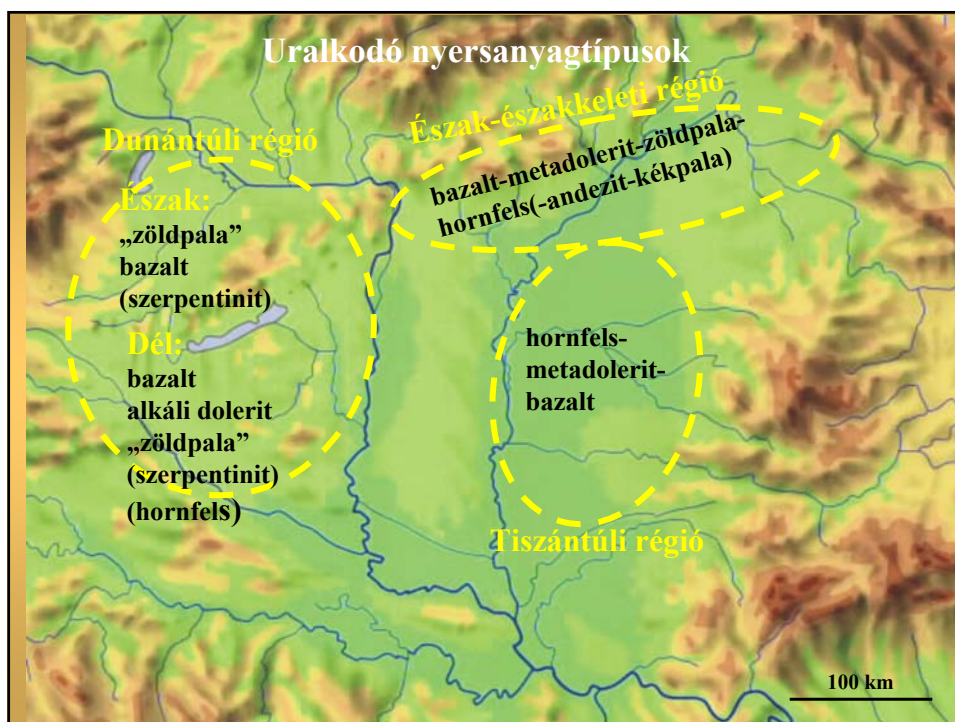 Uralkodó nyersanyagtípusok
Észak-északkeleti régió
bazalt-metadolerit-zöldpala-
hornfels(-andezit-kékpala)
Dunántúli régió
Észak:
„zöldpala”
bazalt
(szerpentinit)
Dél:
bazalt
alkáli dolerit
„zöldpala”
(szerpentinit)
(hornfels)
hornfels-
metadolerit-
bazalt
Tiszántúli régió
100 km